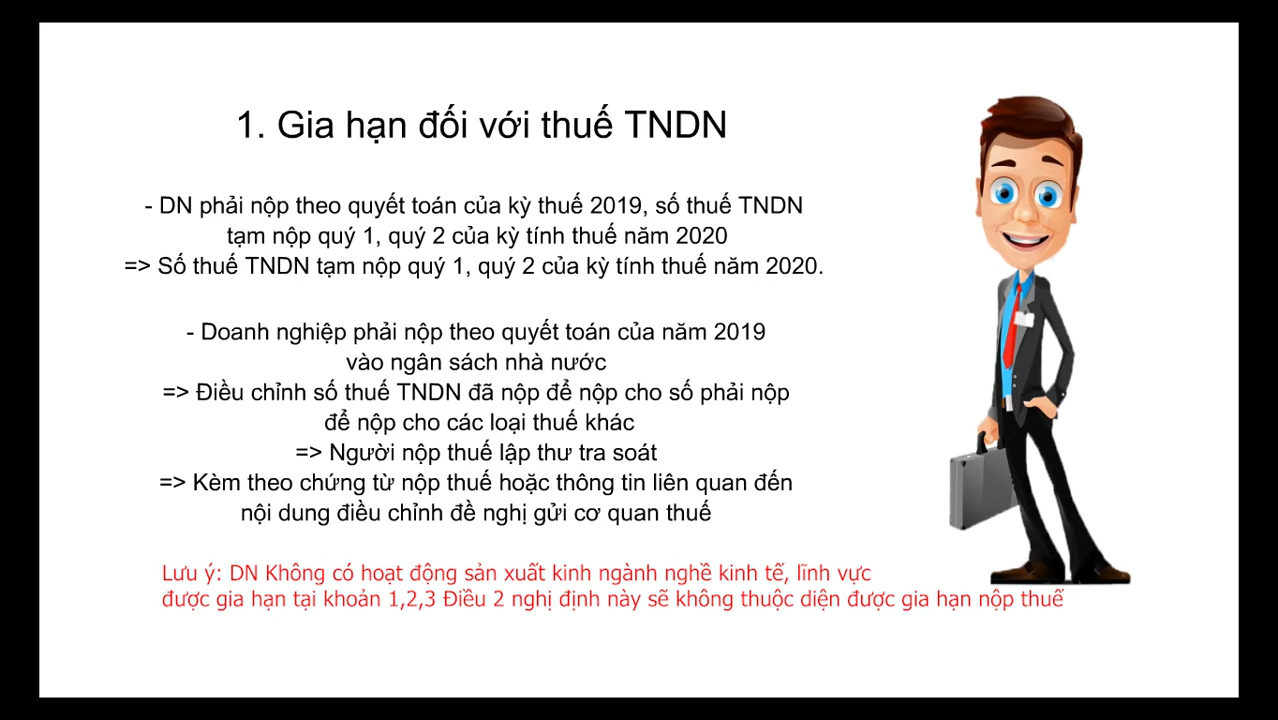 1. Gia hạn đối với thuế TNDN
- DN phải nộp theo quyết toán của kỳ thuế 2019, số thuế TNDN
tạm nộp quý 1, quý 2 của kỳ tính thuế năm 2020
=> Số thuế TNDN tạm nộp quý 1, quý 2 của kỳ tính thuế năm 2020.
- Doanh nghiệp phải nộp theo quyết toán của năm 2019
vào ngân sách nhà nước
=> Điều chỉnh số thuế TNDN đã nộp để nộp cho số phải nộp
để nộp cho các loại thuế khác
=> Người nộp thuế lập thư tra soát
=> Kèm theo chứng từ nộp thuế hoặc thông tin liên quan đến
nội dung điều chỉnh đề nghị gửi cơ quan thuế
Lưu ý: DN Không có hoạt động sản xuất kinh ngành nghề kinh tế, lĩnh vực
được gia hạn tại khoản 1,2,3 Điều 2 nghị định này sẽ không thuộc diện được gia hạn nộp thuế